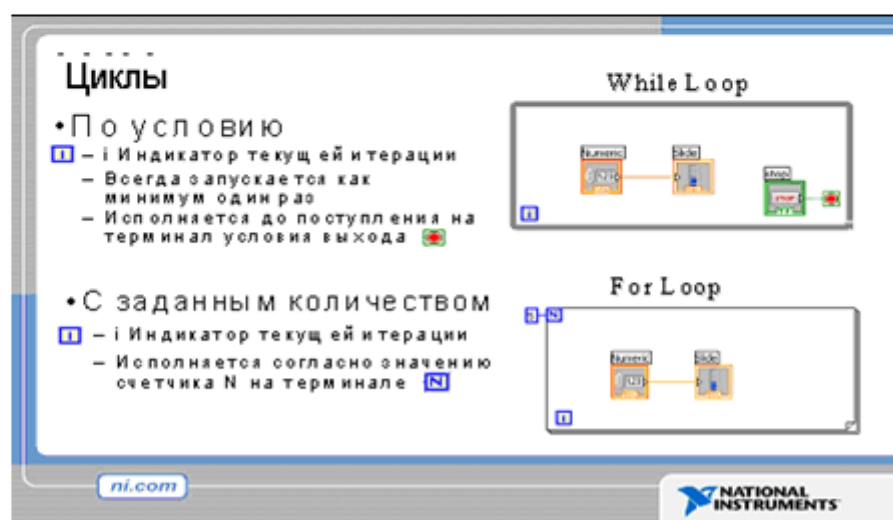 Циклы
•По условию
i – i Индикатор текущей итерации
– Всегда запускается как
минимум один раз
– Исполняется до поступления на
терминал условия выхода
•С заданным количеством
i – i Индикатор текущей итерации
– Исполняется согласно значению
счетчика N на терминале N
While Loop
Numeric
Slide
stop
STOP
i
For Loop
N
Numeric
Slide
i
ni.com
NATIONAL
INSTRUMENTS